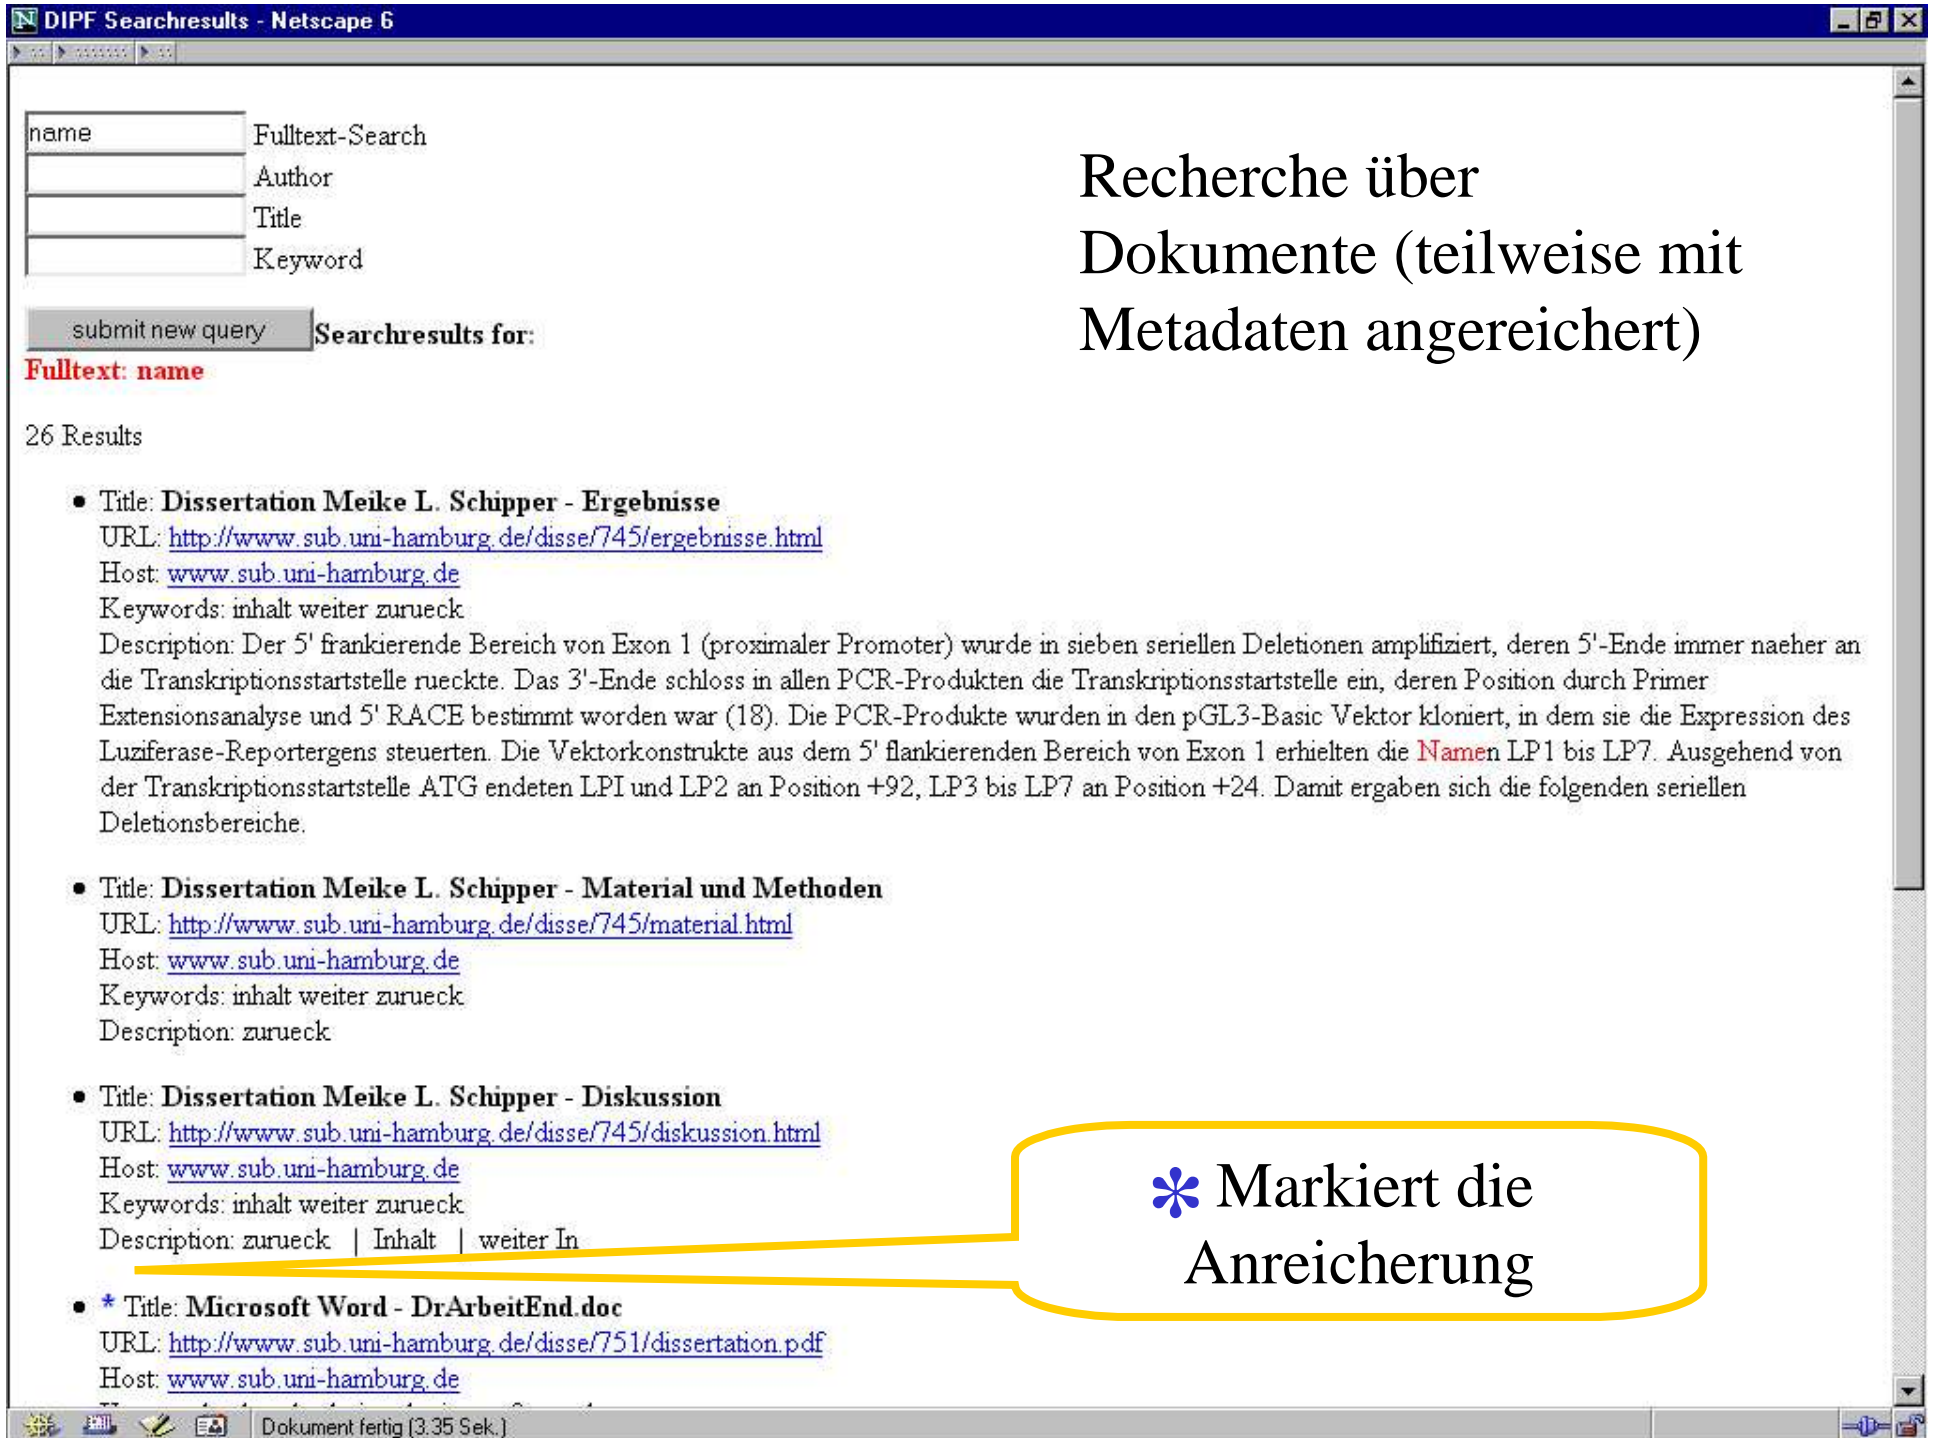 DIPF Searchresults - Netscape 6
name Fulltext-Search
Author
Title
Keyword
Recherche über
Dokumente (teilweise mit
Metadaten angereichert)
submit new query Searchresults for:
Fulltext: name
26 Results
• Title: Dissertation Meike L. Schipper - Ergebnisse
URL: http://www.sub.uni-hamburg.de/disse/745/ergebnisse.html
Host: www.sub.uni-hamburg.de
Keywords: inhalt weiter zurueck
Description: Der 5' frankierende Bereich von Exon 1 (proximaler Promoter) wurde in sieben seriellen Deletionen amplifiziert, deren 5'-Ende immer naeher an
die Transkriptionsstartstelle rueckte. Das 3'-Ende schloss in allen PCR-Produkten die Transkriptionsstartstelle ein, deren Position durch Primer
Extensionsanalyse und 5' RACE bestimmt worden war (18). Die PCR-Produkte wurden in den pGL3-Basic Vektor kloniert, in dem sie die Expression des
Luziferase-Reportergens steuerten. Die Vektorkonstrukte aus dem 5' flankierenden Bereich von Exon 1 erhielten die Namen LP1 bis LP7. Ausgehend von
der Transkriptionsstartstelle ATG endeten LPI und LP2 an Position +92, LP3 bis LP7 an Position +24. Damit ergaben sich die folgenden seriellen
Deletionsbereiche.
• Title: Dissertation Meike L. Schipper - Material und Methoden
URL: http://www.sub.uni-hamburg.de/disse/745/material.html
Host: www.sub.uni-hamburg.de
Keywords: inhalt weiter zurueck
Description: zurueck
• Title: Dissertation Meike L. Schipper - Diskussion
URL: http://www.sub.uni-hamburg.de/disse/745/diskussion.html
Host: www.sub.uni-hamburg.de
Keywords: inhalt weiter zurueck
Description: zurueck | Inhalt | weiter In
* Markiert die
Anreicherung
• * Title: Microsoft Word - DrArbeitEnd.doc
URL: http://www.sub.uni-hamburg.de/disse/751/dissertation.pdf
Host: www.sub.uni-hamburg.de
Dokument fertig (3.35 Sek.)